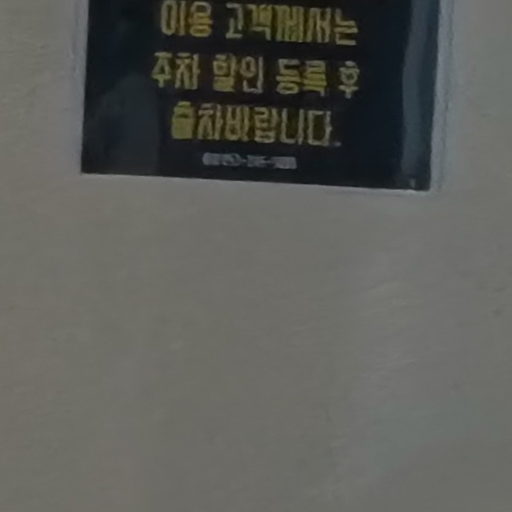 이용 고객께서는
주차 할인 등록 후
출차바랍니다.